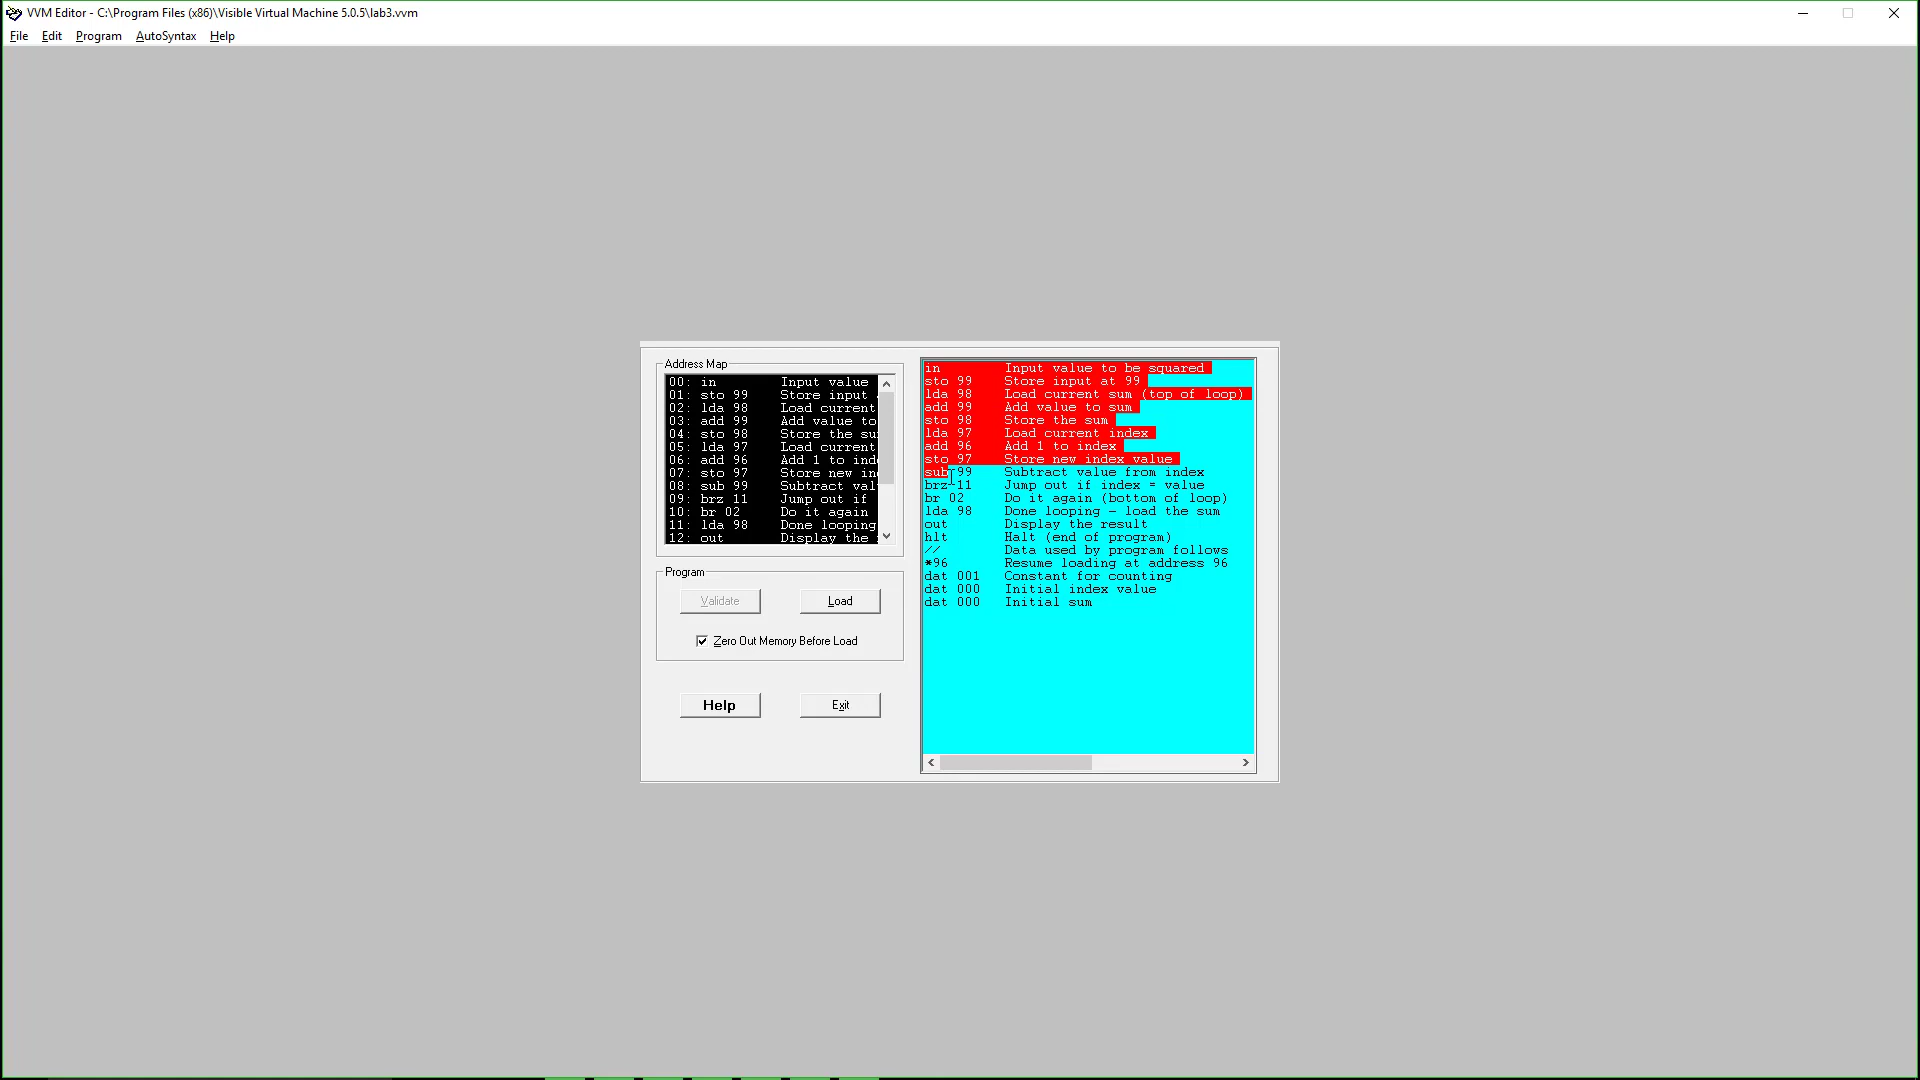 VVM Editor - C:\Program Files (x86)\Visible Virtual Machine 5.0.5\lab3.vvm
File Edit Program AutoSyntax Help
Address Map
00: in Input value
01: sto 99 Store input
02: lda 98 Load current
03: add 99 Add value to
04: sto 98 Store the su
05: lda 97 Load current
06: add 96 Add 1 to ind
07: sto 97 Store new in
08: sub 99 Subtract val
09: brz 11 Jump out if
10: br 02 Do it again
11: lda 98 Done looping
12: out Display the
Program
Validate Load
Zero Out Memory Before Load
Help Exit
in Input value to be squared
sto 99 Store input at 99
lda 98 Load current sum (top of loop)
add 99 Add value to sum
sto 98 Store the sum
lda 97 Load current index
add 96 Add 1 to index
sto 97 Store new index value
sub 99 Subtract value from index
brz 11 Jump out if index = value
br 02 Do it again (bottom of loop)
lda 98 Done looping - load the sum
out Display the result
hlt Halt (end of program)
// Data used by program follows
*96 Resume loading at address 96
dat 001 Constant for counting
dat 000 Initial index value
dat 000 Initial sum